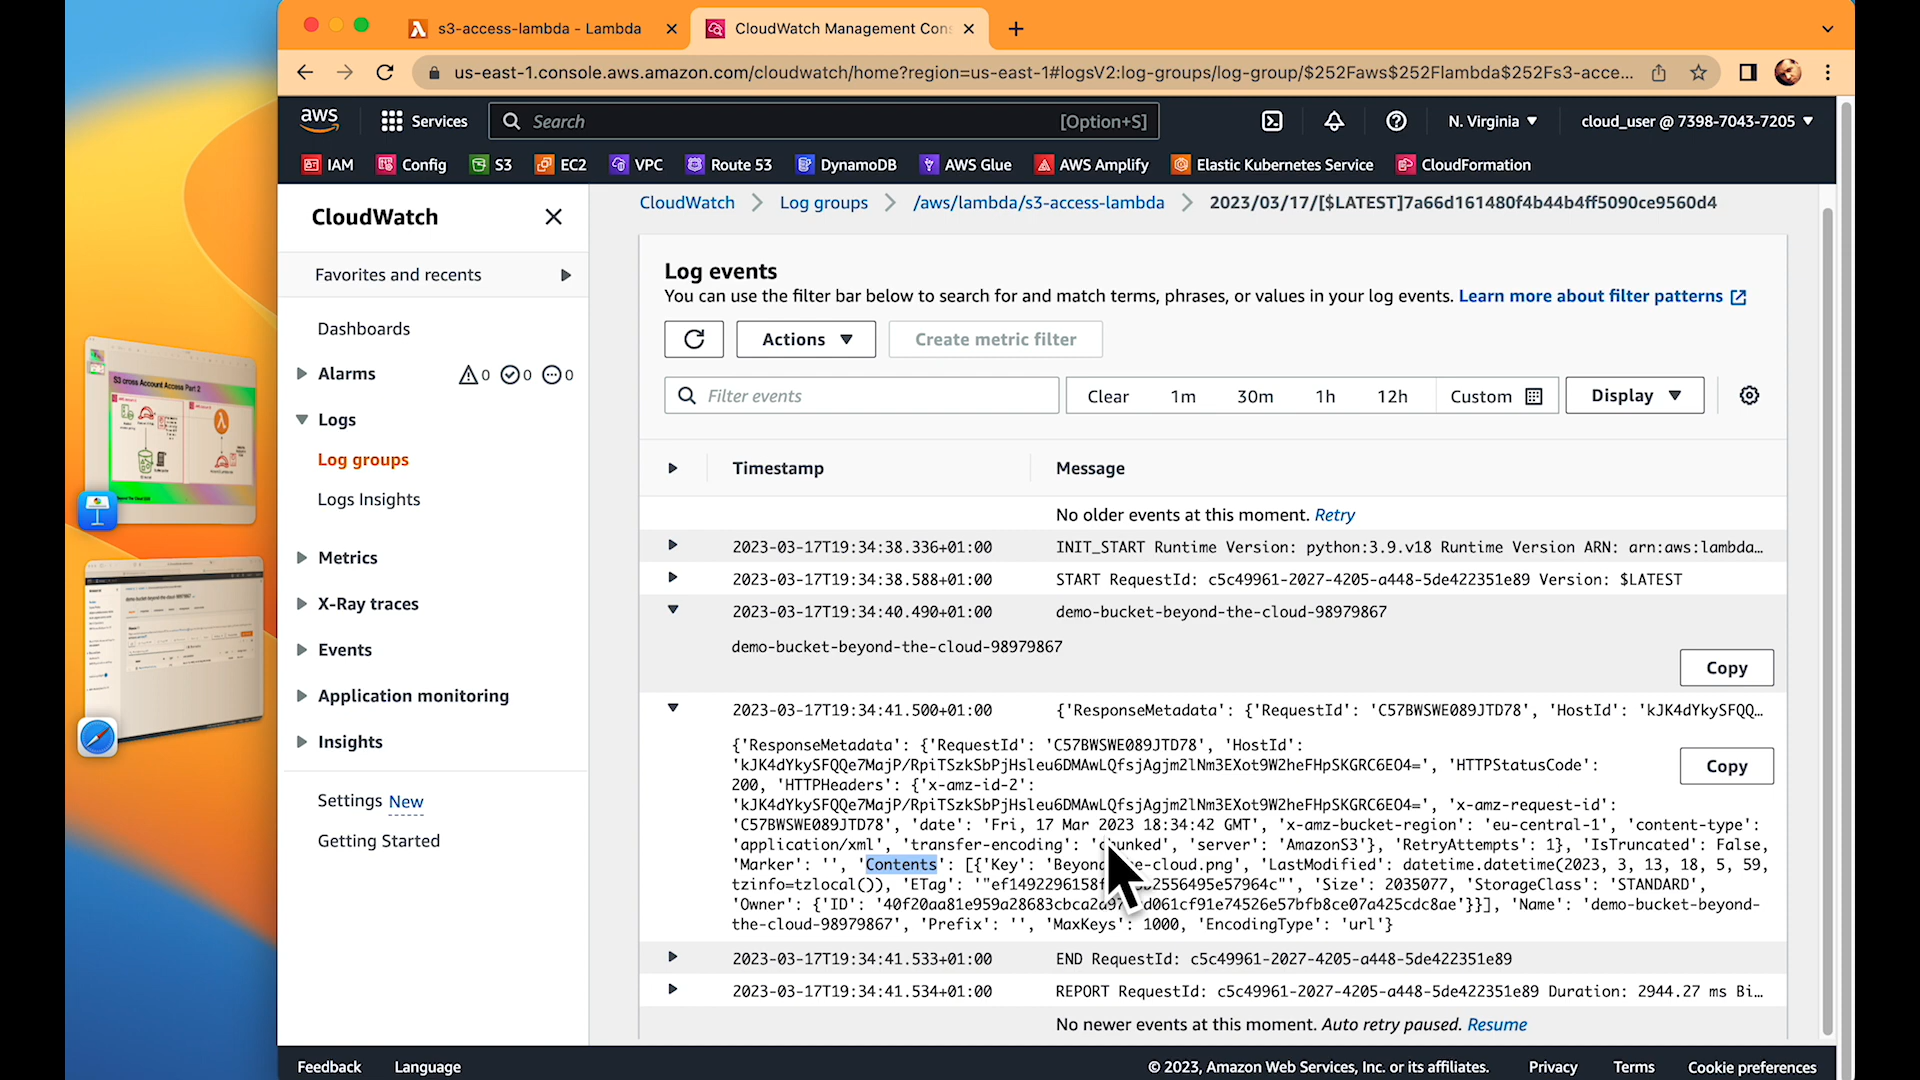 s3-access-lambda - Lambda
CloudWatch Management Cons
us-east-1.console.aws.amazon.com/cloudwatch/home?region=us-east-1#logsV2:log-groups/log-group/$252Faws$252Flambda$252Fs3-acce...
aws
Services
Search
[Option+S]
N. Virginia
cloud_user @ 7398-7043-7205
IAM
Config
S3
EC2
VPC
Route 53
DynamoDB
AWS Glue
AWS Amplify
Elastic Kubernetes Service
CloudFormation
CloudWatch
Favorites and recents
Dashboards
Alarms
0
0
0
Logs
Log groups
Logs Insights
Metrics
X-Ray traces
Events
Application monitoring
Insights
Settings New
Getting Started
S3 cross Account Access Part 2
CloudWatch
Log groups
/aws/lambda/s3-access-lambda
2023/03/17/[$LATEST]7a66d161480f4b44b4ff5090ce9560d4
Log events
You can use the filter bar below to search for and match terms, phrases, or values in your log events. Learn more about filter patterns
Actions
Create metric filter
Filter events
Clear
1m
30m
1h
12h
Custom
Display
Timestamp
Message
No older events at this moment. Retry
2023-03-17T19:34:38.336+01:00 INIT_START Runtime Version: python:3.9.v18 Runtime Version ARN: arn:aws:lambda…
2023-03-17T19:34:38.588+01:00 START RequestId: c5c49961-2027-4205-a448-5de422351e89 Version: $LATEST
2023-03-17T19:34:40.490+01:00 demo-bucket-beyond-the-cloud-98979867
demo-bucket-beyond-the-cloud-98979867
Copy
2023-03-17T19:34:41.500+01:00 {'ResponseMetadata': {'RequestId': 'C57BWSWE089JTD78', 'HostId': 'kJK4dYkySFQQ…
{'ResponseMetadata': {'RequestId': 'C57BWSWE089JTD78', 'HostId':
'kJK4dYkySFQQe7MajP/RpiTSzkSbPjHsleu6DMAwLQfsjAgjm2lNm3EXot9W2heFHpSKGRC6EO4=', 'HTTPStatusCode':
200, 'HTTPHeaders': {'x-amz-id-2':
'kJK4dYkySFQQe7MajP/RpiTSzkSbPjHsleu6DMAwLQfsjAgjm2lNm3EXot9W2heFHpSKGRC6EO4=', 'x-amz-request-id':
'C57BWSWE089JTD78', 'date': 'Fri, 17 Mar 2023 18:34:42 GMT', 'x-amz-bucket-region': 'eu-central-1', 'content-type':
'application/xml', 'transfer-encoding': 'chunked', 'server': 'AmazonS3'}, 'RetryAttempts': 1}, 'IsTruncated': False,
'Marker': '', 'Contents': [{'Key': 'Beyond e-cloud.png', 'LastModified': datetime.datetime(2023, 3, 13, 18, 5, 59,
tzinfo=tzlocal()), 'ETag': 'Size': 2035077, 'StorageClass': 'STANDARD',
'Owner': {'ID': 'Name': 'demo-bucket-beyond-
the-cloud-98979867', 'Prefix': '', 'MaxKeys': 1000, 'EncodingType': 'url'}
Copy
2023-03-17T19:34:41.533+01:00 END RequestId: c5c49961-2027-4205-a448-5de422351e89
2023-03-17T19:34:41.534+01:00 REPORT RequestId: c5c49961-2027-4205-a448-5de422351e89 Duration: 2944.27 ms Bi…
No newer events at this moment. Auto retry paused. Resume
Feedback
Language
© 2023, Amazon Web Services, Inc. or its affiliates.
Privacy
Terms
Cookie preferences